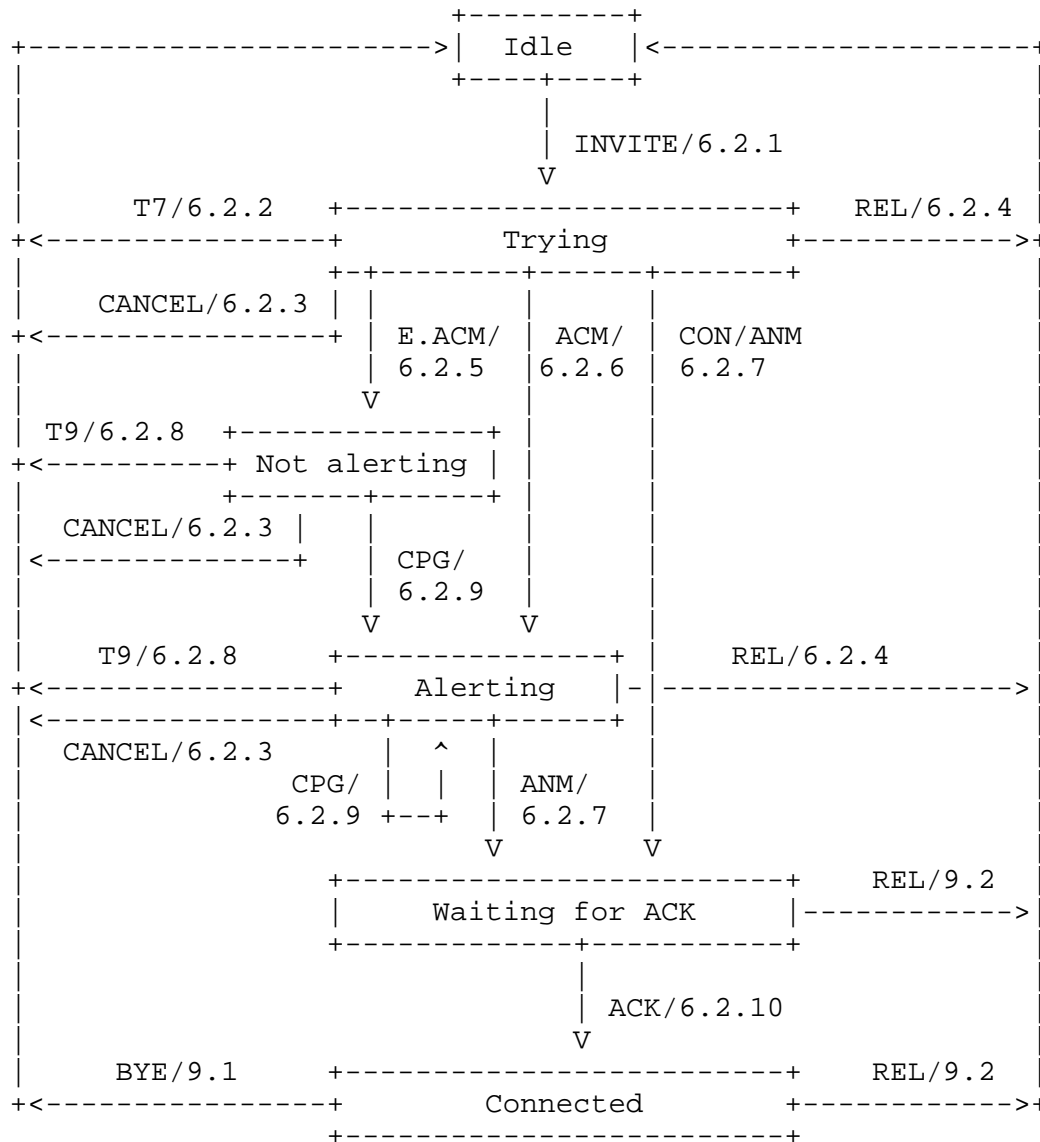 Idle
INVITE/6.2.1
T7/6.2.2 REL/6.2.4
Trying
CANCEL/6.2.3
E.ACM/ ACM/ CON/ANM
6.2.5 6.2.6 6.2.7
T9/6.2.8
Not alerting
CANCEL/6.2.3
CPG/
6.2.9
T9/6.2.8 REL/6.2.4
Alerting
CANCEL/6.2.3
CPG/ ANM/
6.2.9 6.2.7
REL/9.2
Waiting for ACK
ACK/6.2.10
BYE/9.1 REL/9.2
Connected